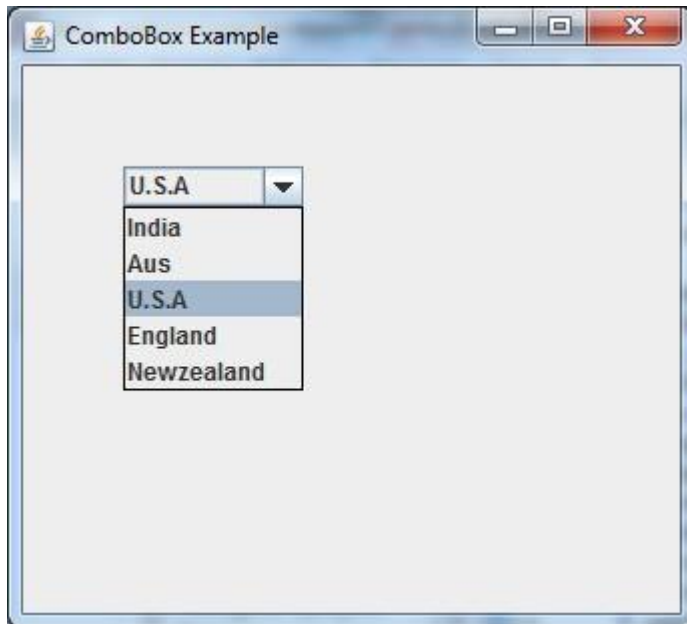 ComboBox Example
U.S.A
India
Aus
U.S.A
England
Newzealand